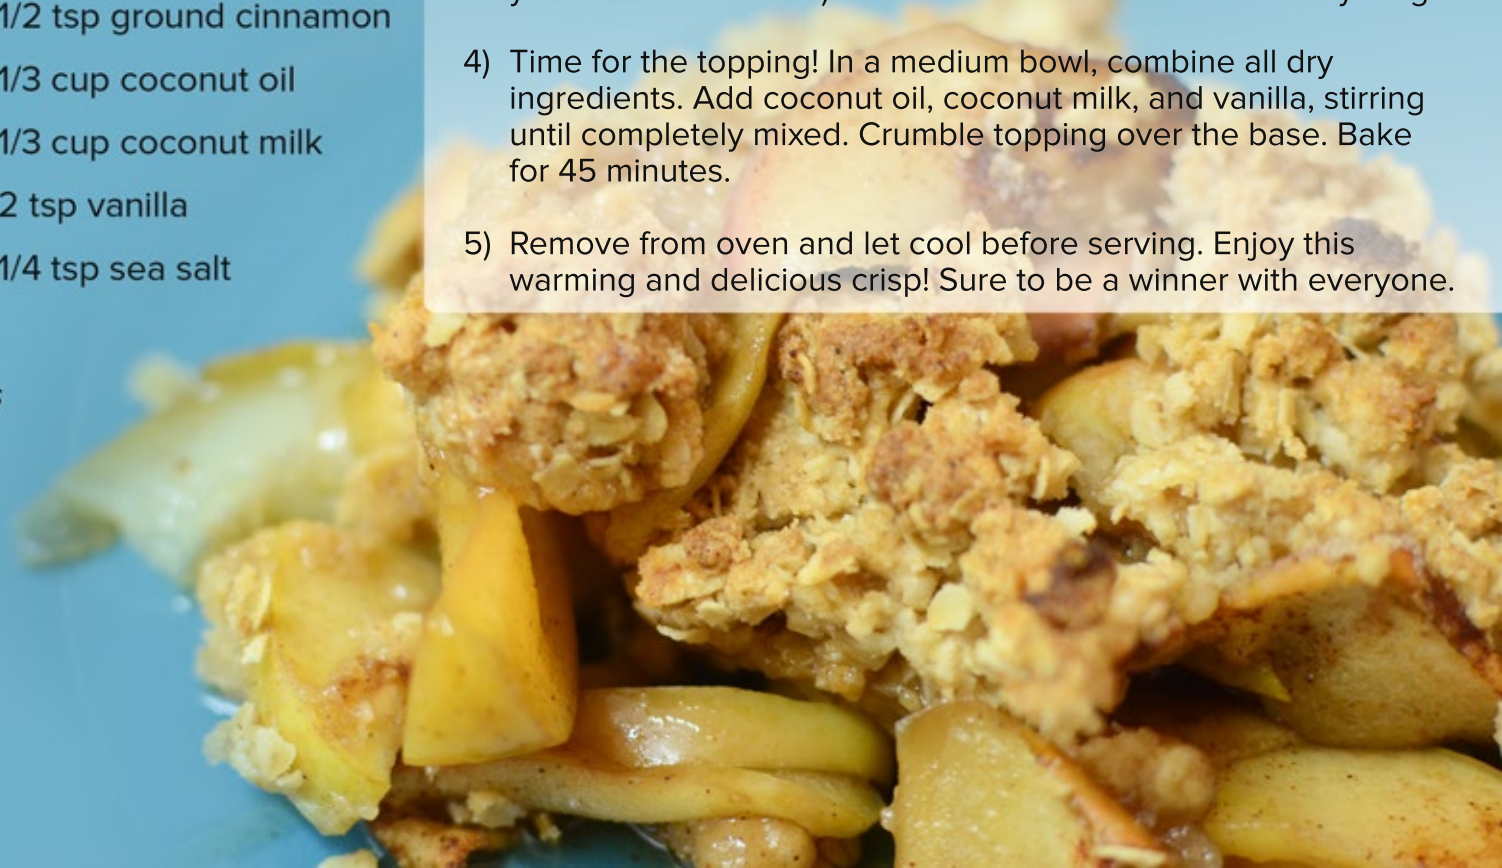 1/2 tsp ground cinnamon
1/3 cup coconut oil
1/3 cup coconut milk
2 tsp vanilla
1/4 tsp sea salt
4) Time for the topping! In a medium bowl, combine all dry
ingredients. Add coconut oil, coconut milk, and vanilla, stirring
until completely mixed. Crumble topping over the base. Bake
for 45 minutes.
5) Remove from oven and let cool before serving. Enjoy this
warming and delicious crisp! Sure to be a winner with everyone.